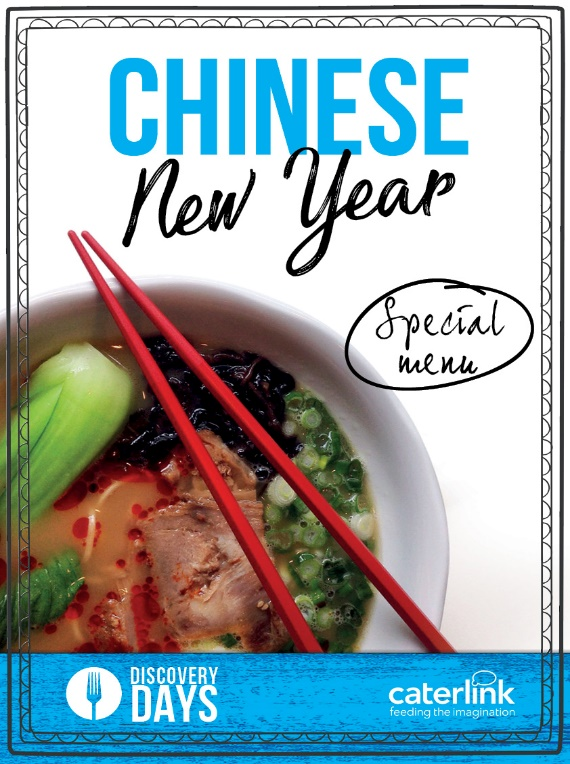 CHINESE
New Year
Special
menu
DISCOVERY
DAYS
caterlink
feeding the imagination